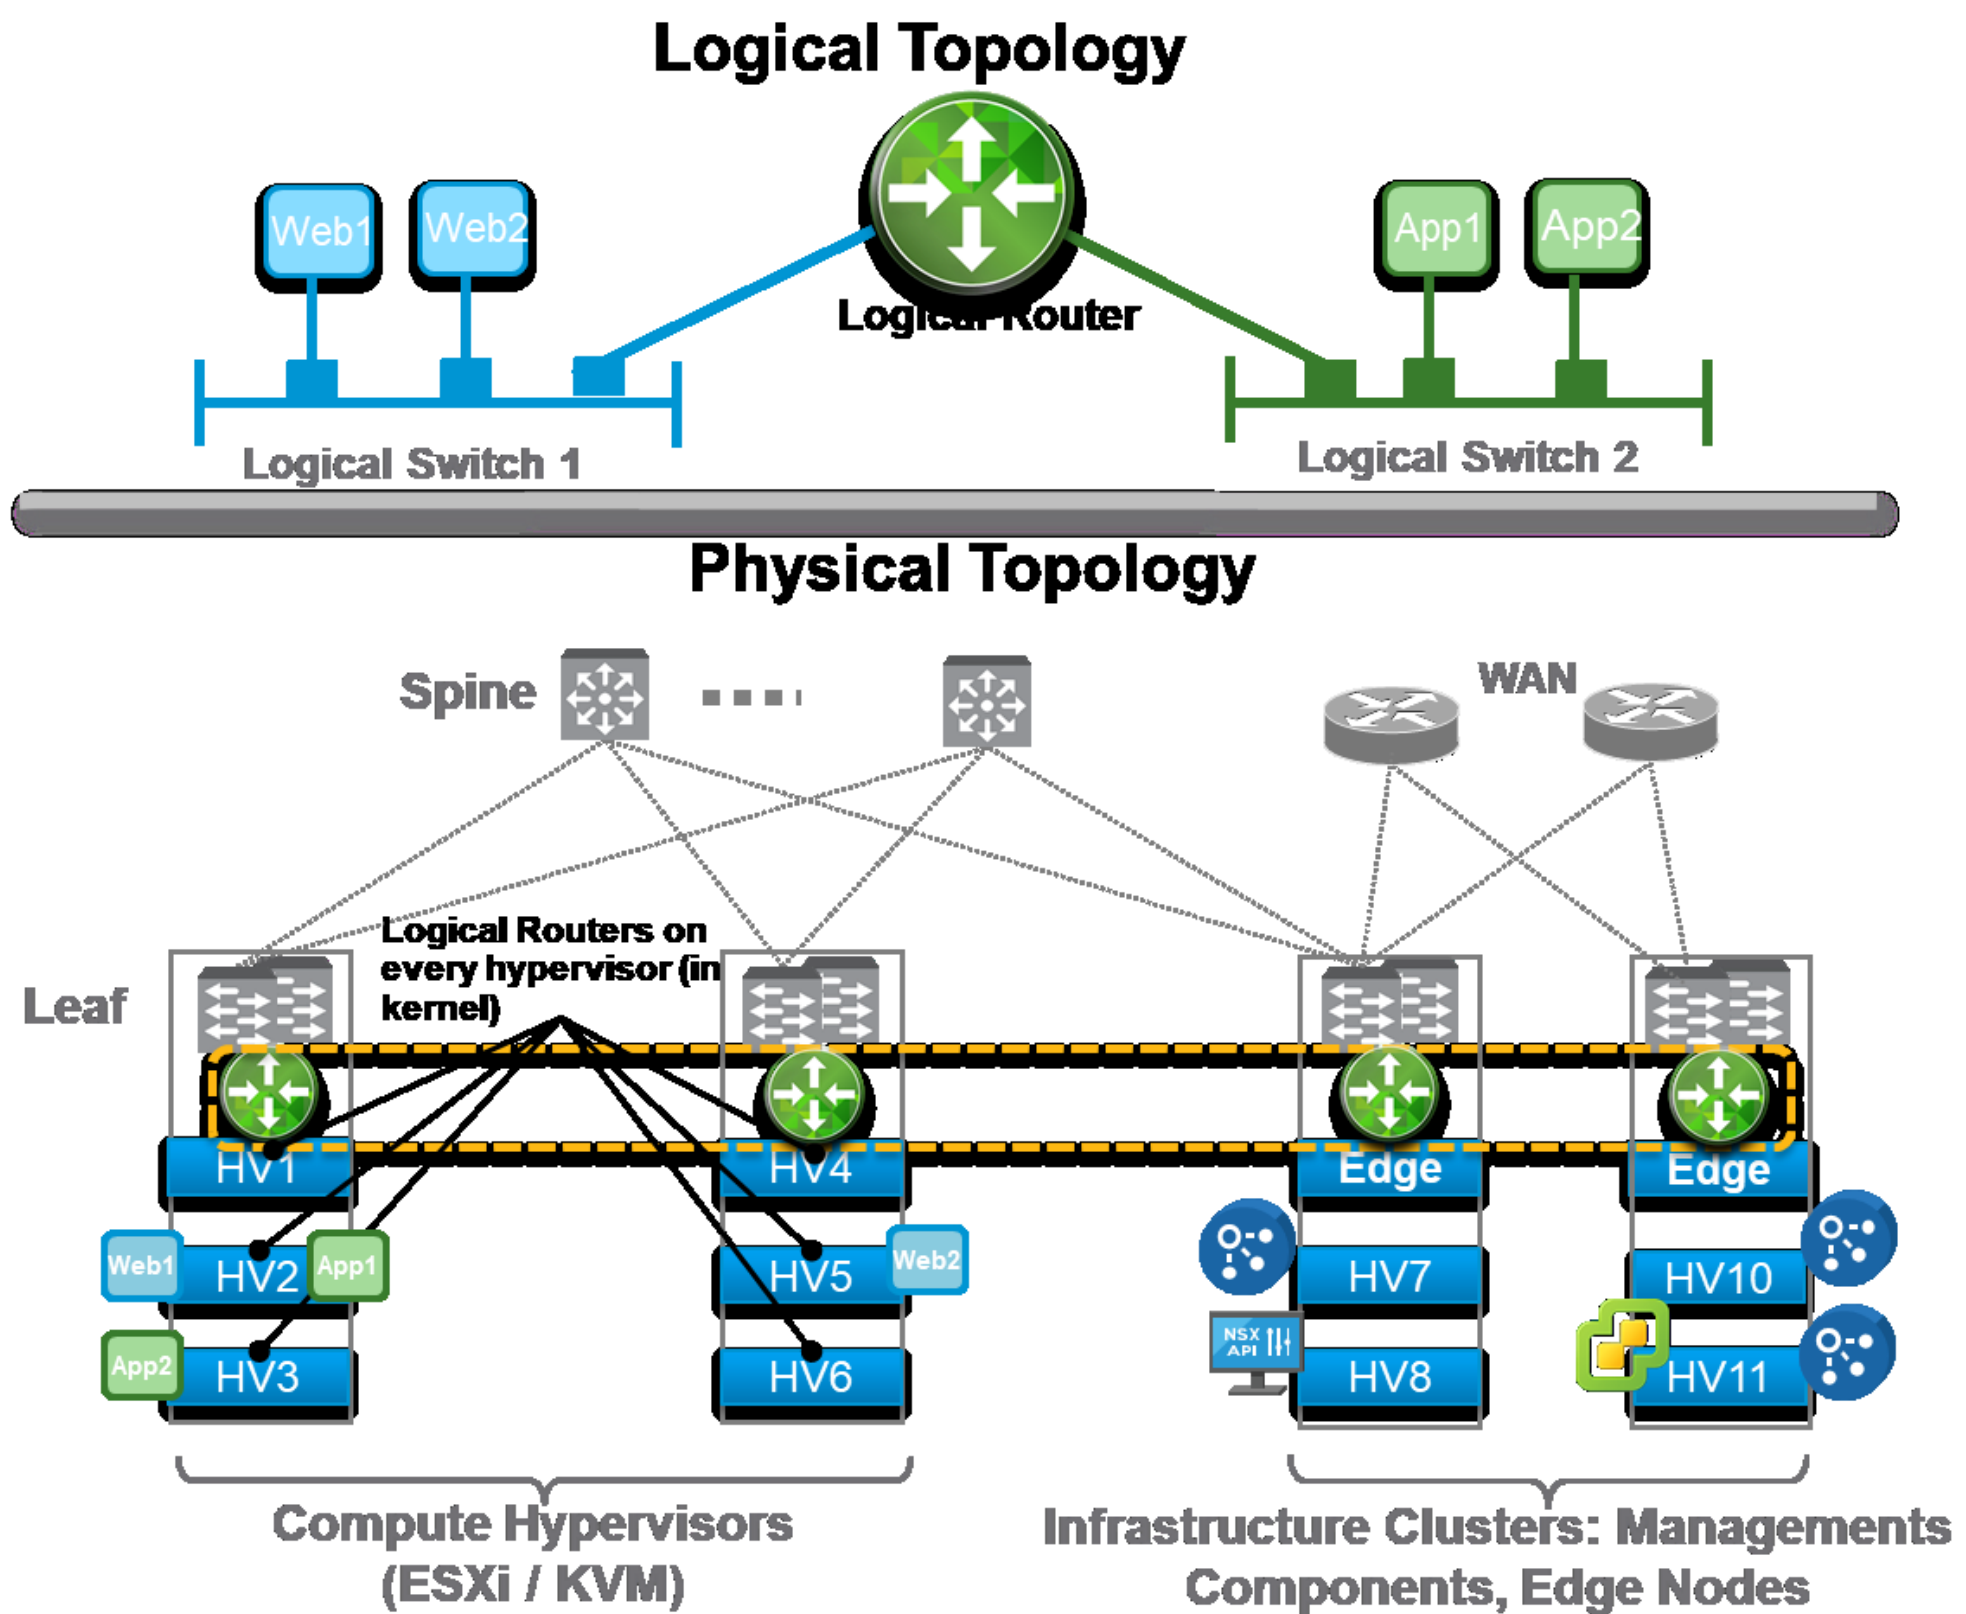 Logical Topology
Web1
Web2
App1
App2
Logical Router
Logical Switch 1
Logical Switch 2
Physical Topology
Spine
WAN
Logical Routers on
every hypervisor (in
kernel)
Leaf
HV1
HV4
Edge
Edge
Web1
HV2
App1
HV5
Web2
HV7
HV10
App2
HV3
HV6
NSX
API
HV8
HV11
Compute Hypervisors
(ESXi / KVM)
Infrastructure Clusters: Managements
Components, Edge Nodes